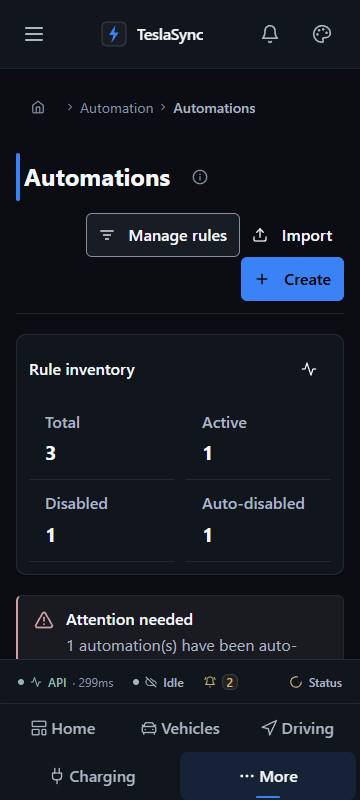 TeslaSync
Automation Automations
Automations
Manage rules
Import
Create
Rule inventory
Total
3
Active
1
Disabled
1
Auto-disabled
1
Attention needed
1 automation(s) have been auto-
API · 299ms
Idle
2
Status
Home
Vehicles
Driving
Charging
More